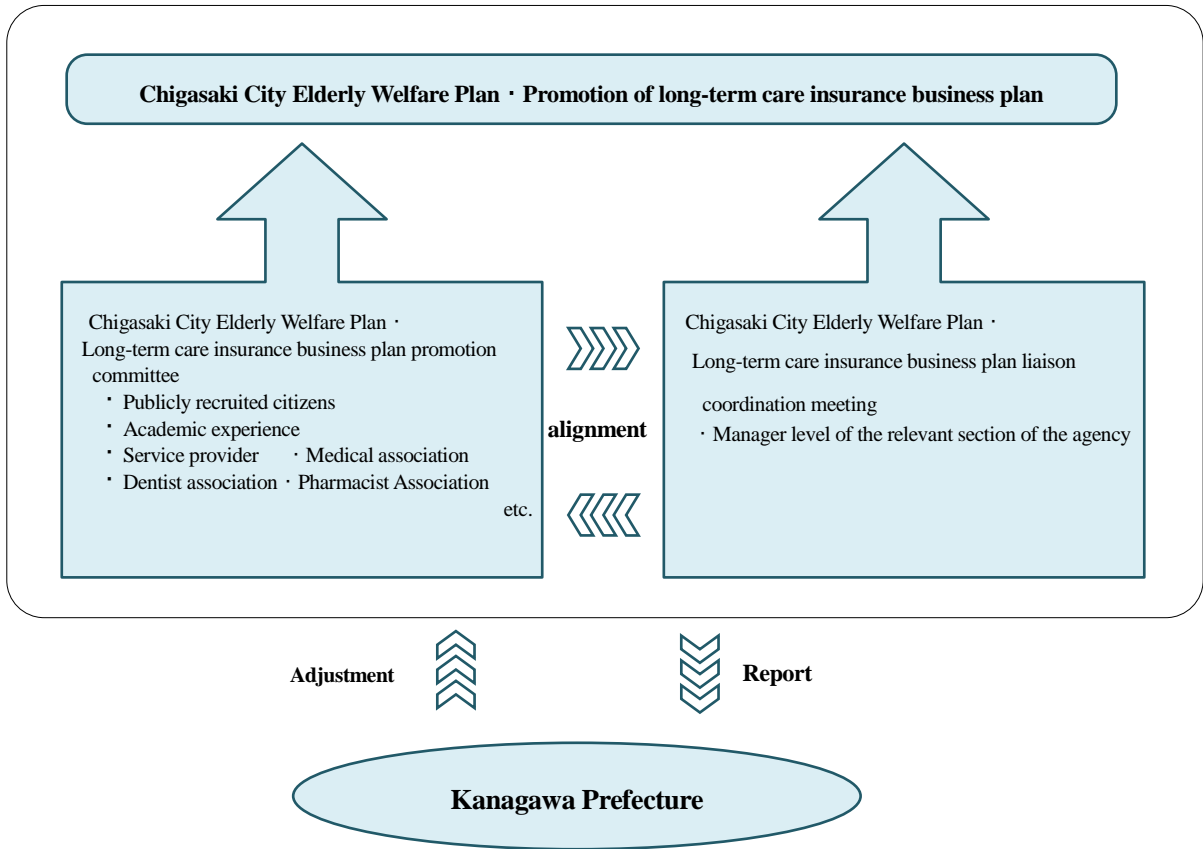 Chigasaki City Elderly Welfare Plan・Promotion of long-term care insurance business plan
Chigasaki City Elderly Welfare Plan・
Long-term care insurance business plan promotion
committee
・ Publicly recruited citizens
・ Academic experience
・ Service provider ・Medical association
・ Dentist association・Pharmacist Association
etc.
alignment
Chigasaki City Elderly Welfare Plan・
Long-term care insurance business plan liaison
coordination meeting
・Manager level of the relevant section of the agency
Adjustment
Report
Kanagawa Prefecture